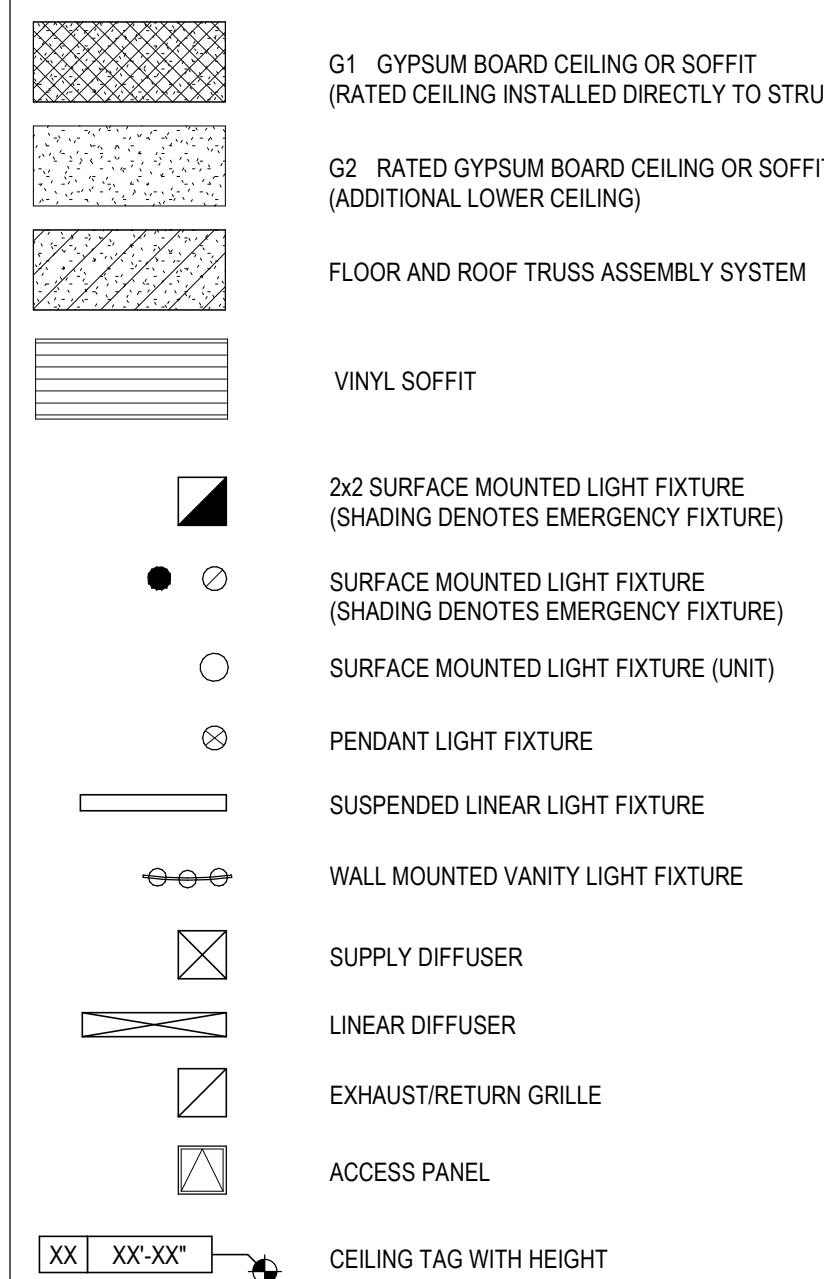 G1 GYPSUM BOARD CEILING OR SOFFIT
(RATED CEILING INSTALLED DIRECTLY TO
G2 RATED GYPSUM BOARD CEILING OR SOFFIT
(ADDITIONAL LOWER CEILING)
FLOOR AND ROOF TRUSS ASSEMBLY SYSTEM
VINYL SOFFIT
2x2 SURFACE MOUNTED LIGHT FIXTURE
(SHADING DENOTES EMERGENCY FIXTURE)
SURFACE MOUNTED LIGHT FIXTURE
(SHADING DENOTES EMERGENCY FIXTURE)
SURFACE MOUNTED LIGHT FIXTURE (UNIT)
PENDANT LIGHT FIXTURE
SUSPENDED LINEAR LIGHT FIXTURE
WALL MOUNTED VANITY LIGHT FIXTURE
SUPPLY DIFFUSER
LINEAR DIFFUSER
EXHAUST/RETURN GRILLE
ACCESS PANEL
XX XX'-XX" CEILING TAG WITH HEIGHT